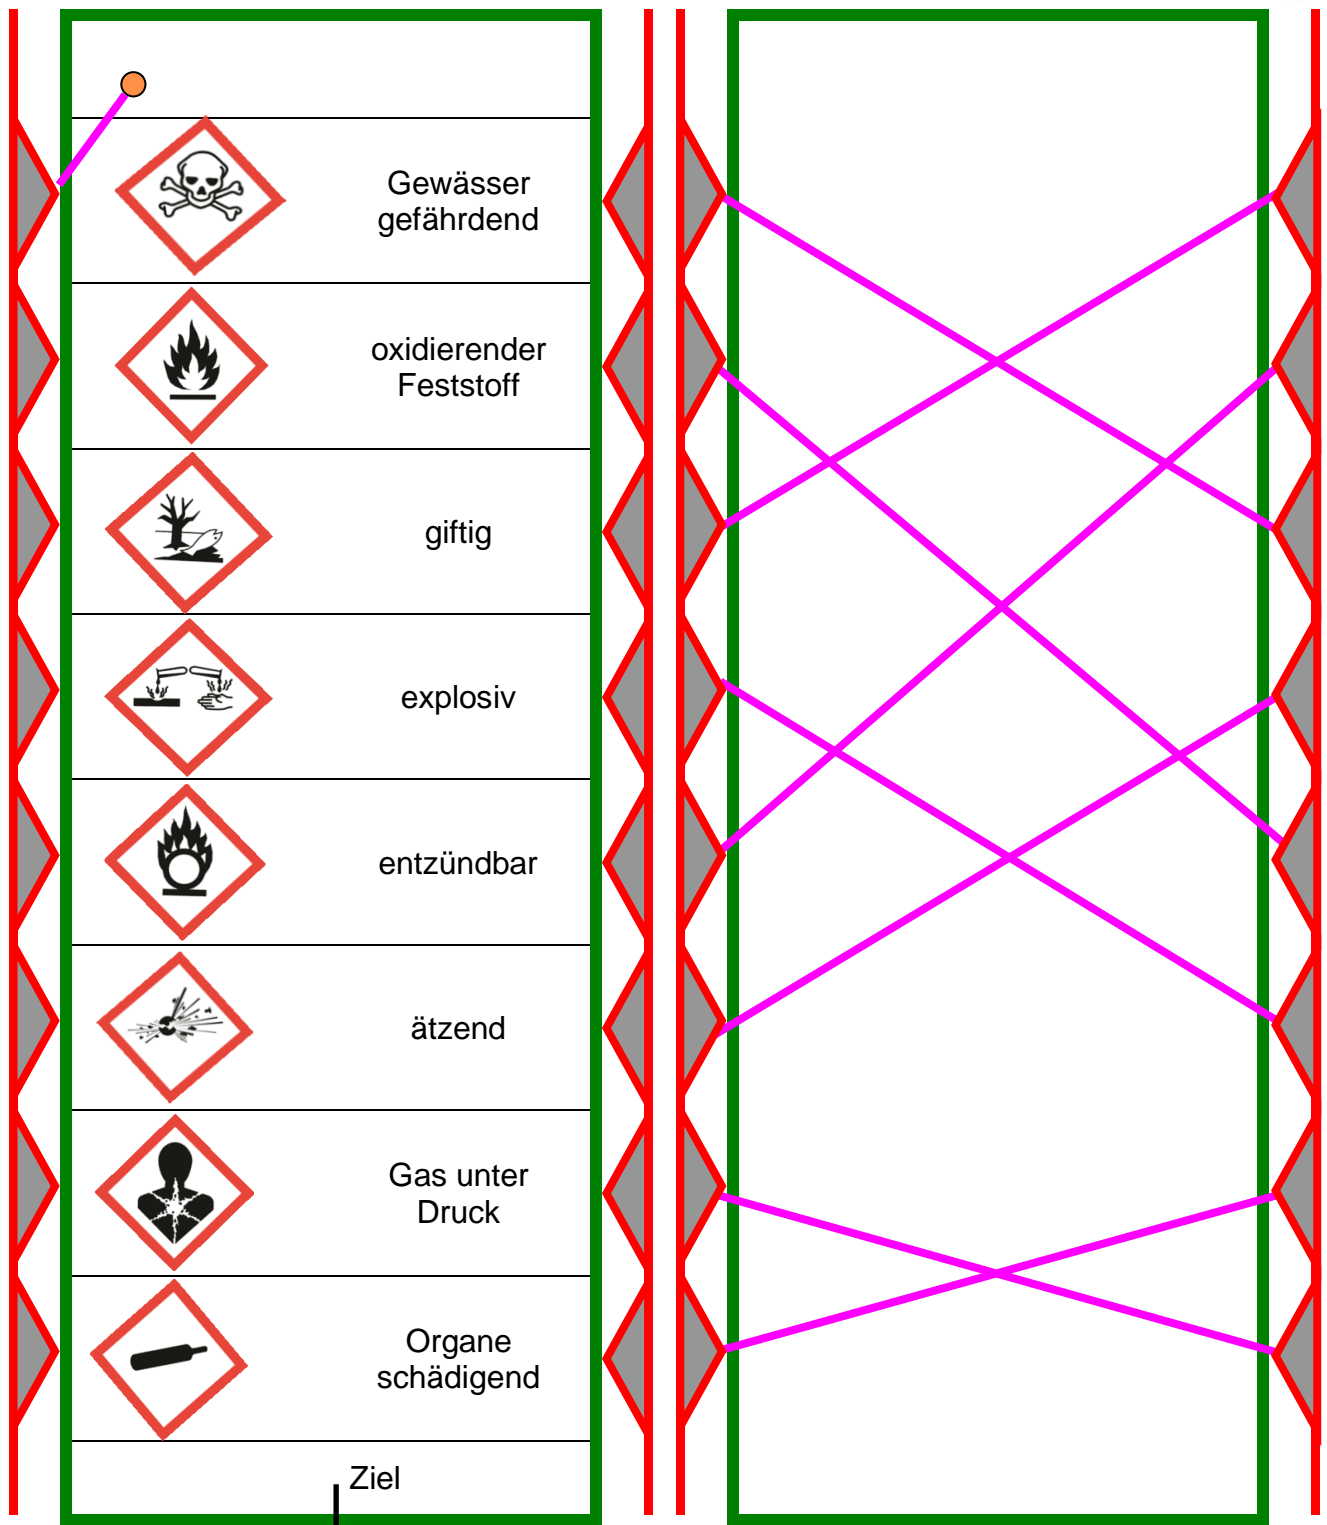 Gewässer
gefährdend
oxidierender
Feststoff
giftig
explosiv
entzündbar
ätzend
Gas unter
Druck
Organe
schädigend
Ziel